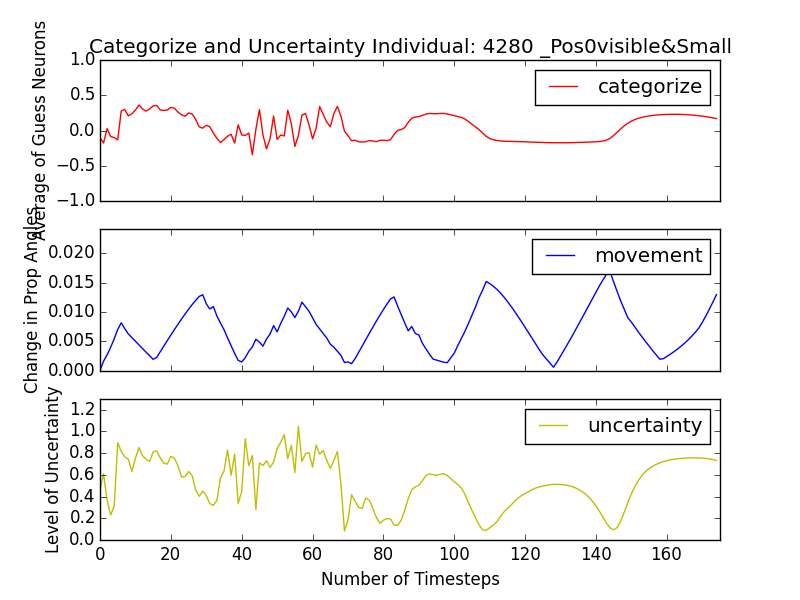 Categorize and Uncertainty Individual: 4280 _Pos0visible&Small
Average of Guess Neurons
1.0
0.5
0.0
−0.5
−1.0
categorize
Change in Prop Angles
0.020
0.015
0.010
0.005
0.000
movement
Level of Uncertainty
1.2
1.0
0.8
0.6
0.4
0.2
0.0
uncertainty
0 20 40 60 80 100 120 140 160
Number of Timesteps